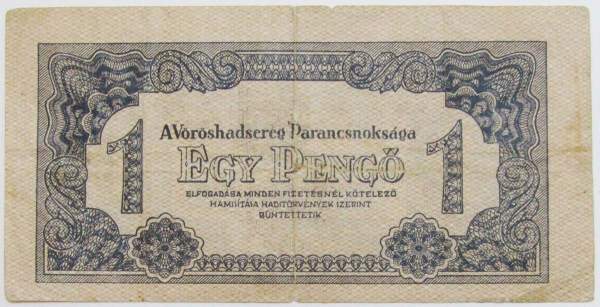 A Vöröshadsereg Parancsnoksága
1 EGY PENGŐ 1
ELFOGADÁSA MINDEN FIZETÉSNÉL KÖTELEZŐ
HAMISÍTÁSA HADITÖRVÉNYEK SZERINT
BÜNTETTETIK